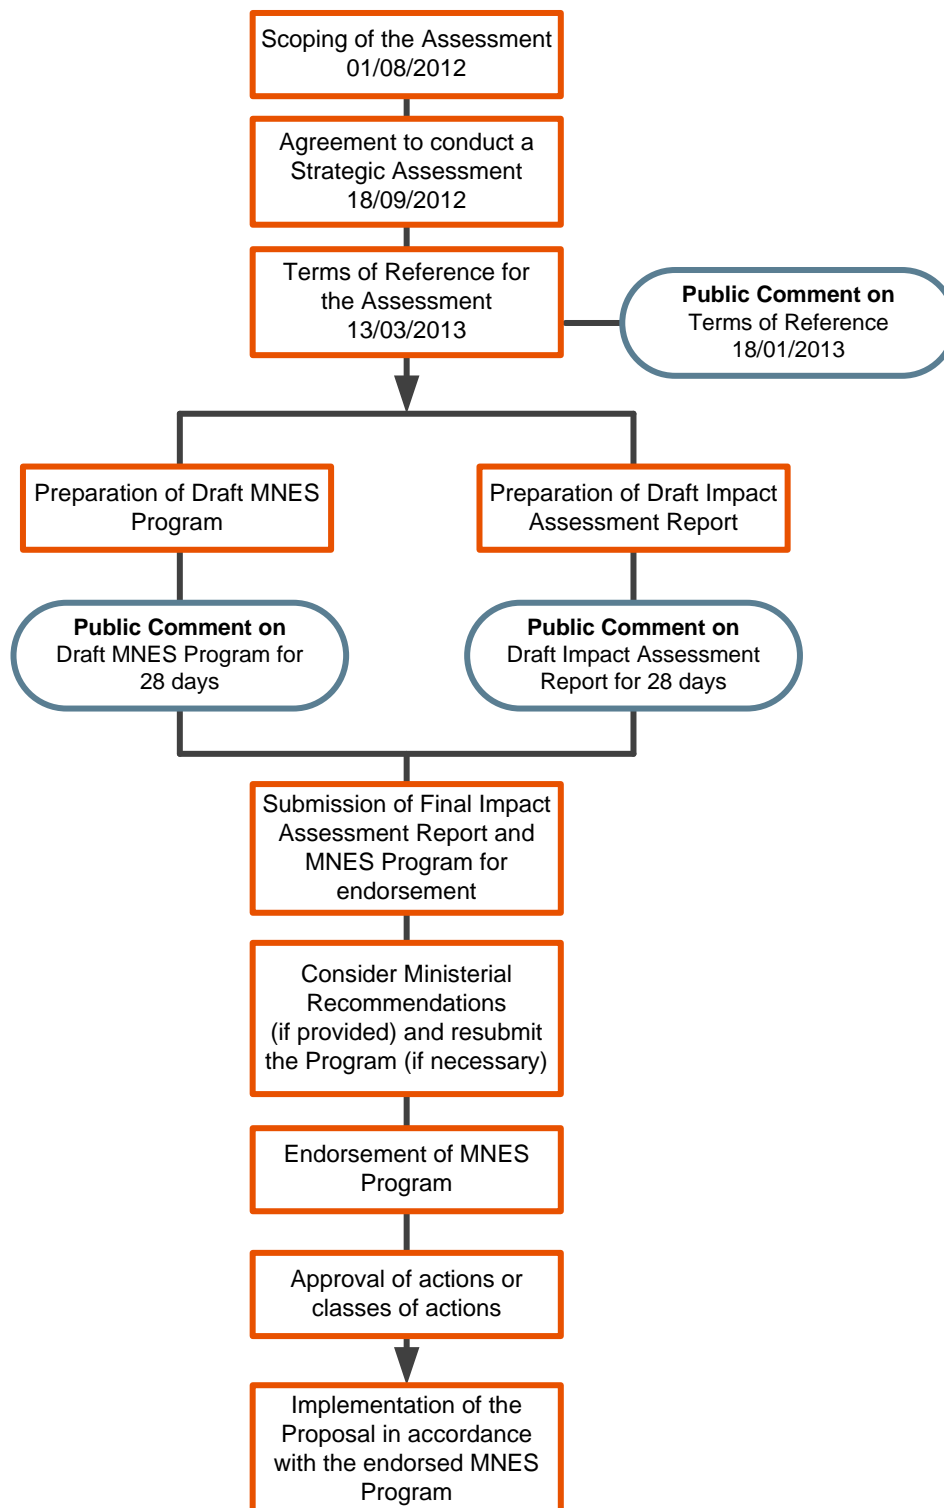 Scoping of the Assessment
01/08/2012
Agreement to conduct a
Strategic Assessment
18/09/2012
Terms of Reference for
the Assessment
13/03/2013
Public Comment on
Terms of Reference
18/01/2013
Preparation of Draft MNES
Program
Preparation of Draft Impact
Assessment Report
Public Comment on
Draft MNES Program for
28 days
Public Comment on
Draft Impact Assessment
Report for 28 days
Submission of Final Impact
Assessment Report and
MNES Program for
endorsement
Consider Ministerial
Recommendations
(if provided) and resubmit
the Program (if necessary)
Endorsement of MNES
Program
Approval of actions or
classes of actions
Implementation of the
Proposal in accordance
with the endorsed MNES
Program